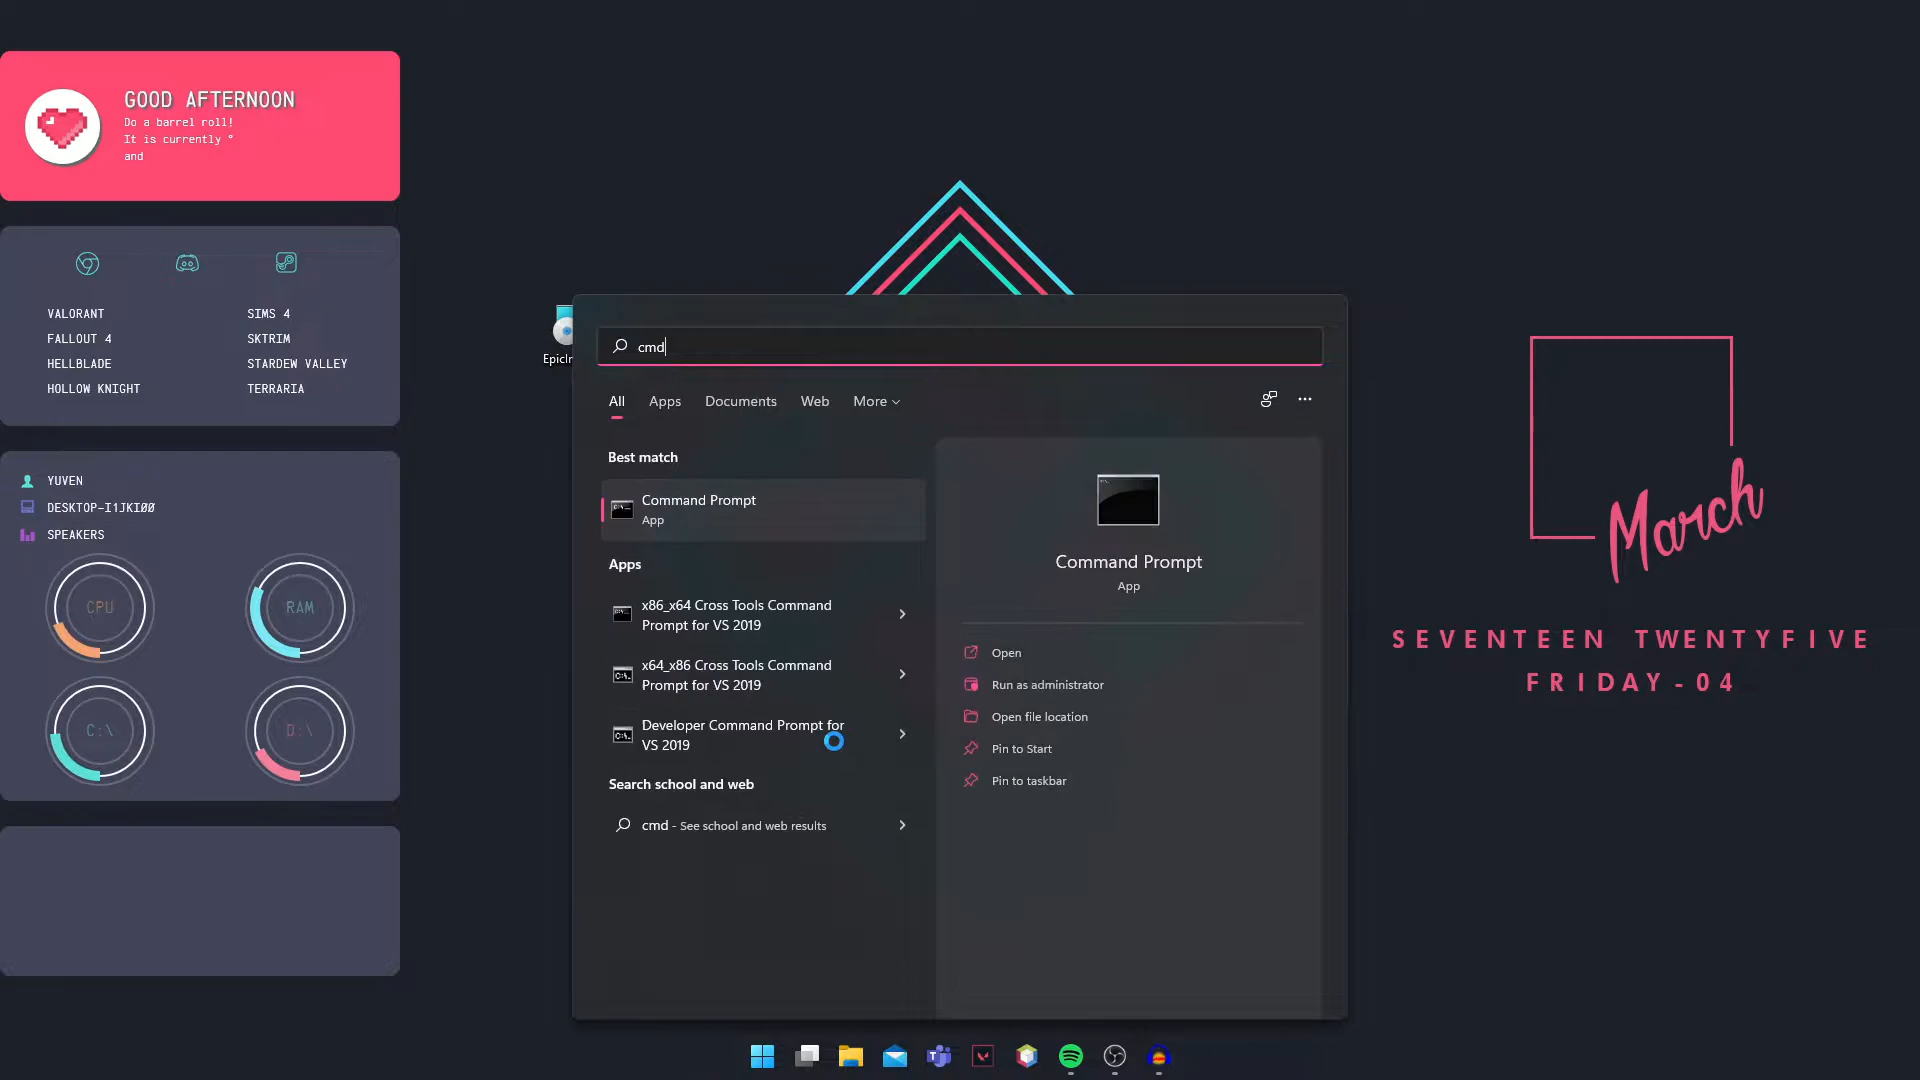 GOOD AFTERNOON
Do a barrel roll!
It is currently °
and
VALORANT
SIMS 4
FALLOUT 4
SKTRIM
HELLBLADE
STARDEW VALLEY
HOLLOW KNIGHT
TERRARIA
YUVEN
DESKTOP-I1JKI00
SPEAKERS
CPU
RAM
C:\
D:\
cmd
All
Apps
Documents
Web
More
Best match
Command Prompt
App
Apps
x86_x64 Cross Tools Command
Prompt for VS 2019
x64_x86 Cross Tools Command
Prompt for VS 2019
Developer Command Prompt for
VS 2019
Search school and web
cmd - See school and web results
Command Prompt
App
Open
Run as administrator
Open file location
Pin to Start
Pin to taskbar
March
SEVENTEEN TWENTYFIVE
FRIDAY-04